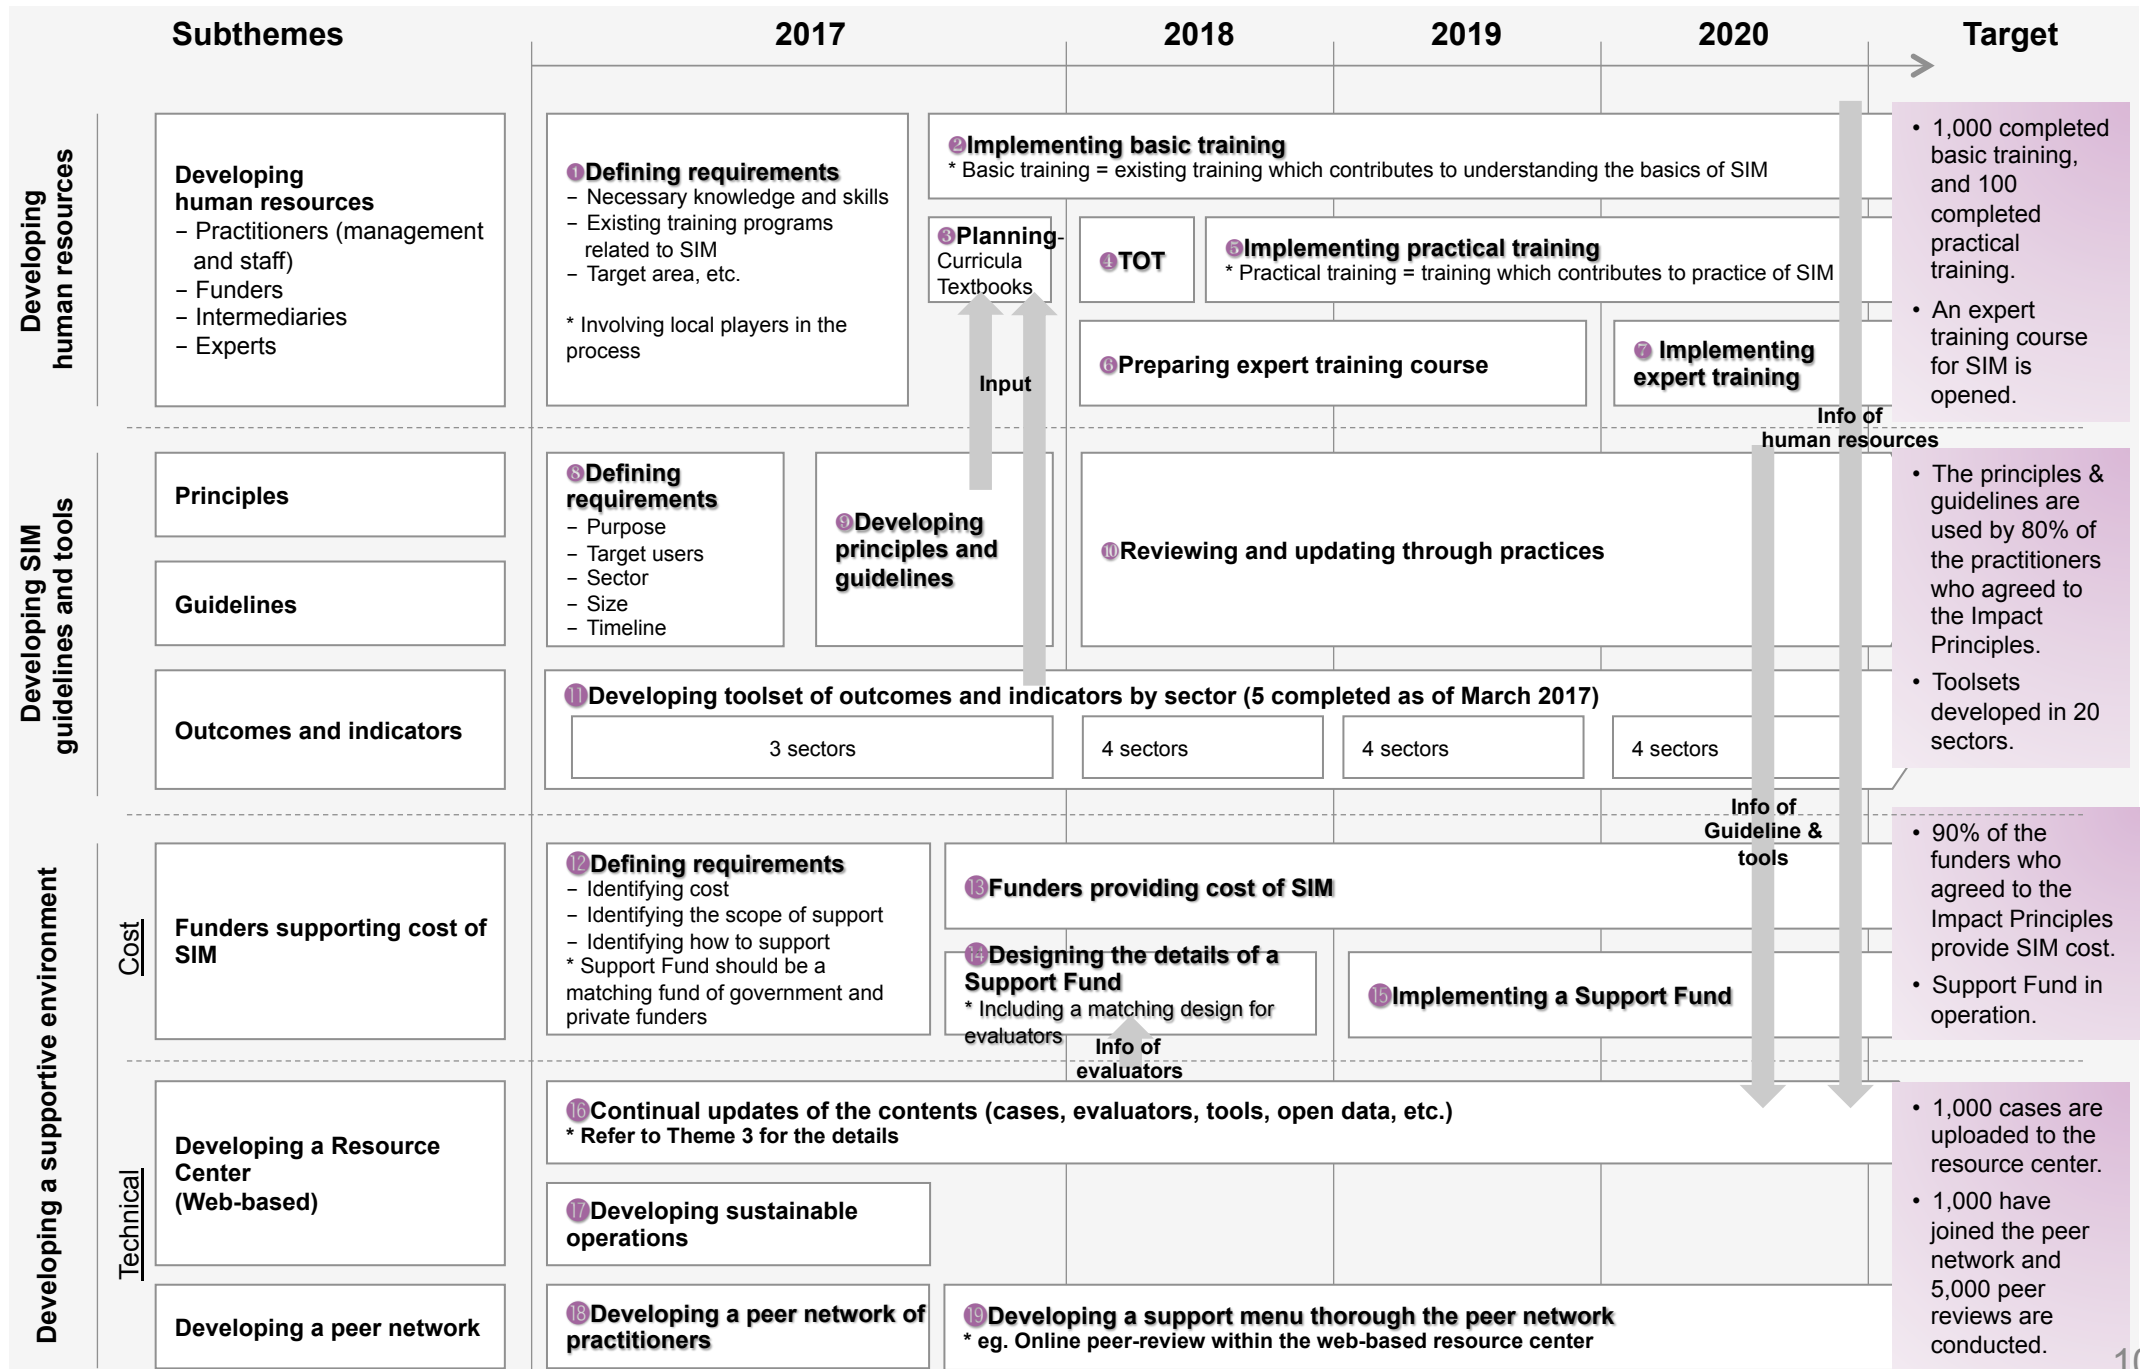 Subthemes
2017
2018
2019
2020
Target
Developing
human resources
Developing
human resources
– Practitioners (management
and staff)
– Funders
– Intermediaries
– Experts
❶Defining requirements
– Necessary knowledge and skills
– Existing training programs
related to SIM
– Target area, etc.
* Involving local players in the
process
❷Implementing basic training
* Basic training = existing training which contributes to understanding the basics of SIM
❸Planning-
Curricula
Textbooks
❹TOT
❺Implementing practical training
* Practical training = training which contributes to practice of SIM
❻Preparing expert training course
❼ Implementing
expert training
Input
Info of
human resources
• 1,000 completed
basic training,
and 100
completed
practical
training.
• An expert
training course
for SIM is
opened.
Developing SIM
guidelines and tools
Principles
Guidelines
Outcomes and indicators
❽Defining
requirements
– Purpose
– Target users
– Sector
– Size
– Timeline
❾Developing
principles and
guidelines
❿Reviewing and updating through practices
⓫Developing toolset of outcomes and indicators by sector (5 completed as of March 2017)
3 sectors
4 sectors
4 sectors
4 sectors
Info of
Guideline &
tools
• The principles &
guidelines are
used by 80% of
the practitioners
who agreed to
the Impact
Principles.
• Toolsets
developed in 20
sectors.
Developing a supportive environment
Cost
Funders supporting cost of
SIM
⓬Defining requirements
– Identifying cost
– Identifying the scope of support
– Identifying how to support
* Support Fund should be a
matching fund of government and
private funders
⓭Funders providing cost of SIM
⓮Designing the details of a
Support Fund
* Including a matching design for
evaluators
⓯Implementing a Support Fund
Info of
evaluators
• 90% of the
funders who
agreed to the
Impact Principles
provide SIM cost.
• Support Fund in
operation.
Technical
Developing a Resource
Center
(Web-based)
Developing a peer network
⓰Continual updates of the contents (cases, evaluators, tools, open data, etc.)
* Refer to Theme 3 for the details
⓱Developing sustainable
operations
⓲Developing a peer network of
practitioners
⓳Developing a support menu thorough the peer network
* eg. Online peer-review within the web-based resource center
• 1,000 cases are
uploaded to the
resource center.
• 1,000 have
joined the peer
network and
5,000 peer
reviews are
conducted.